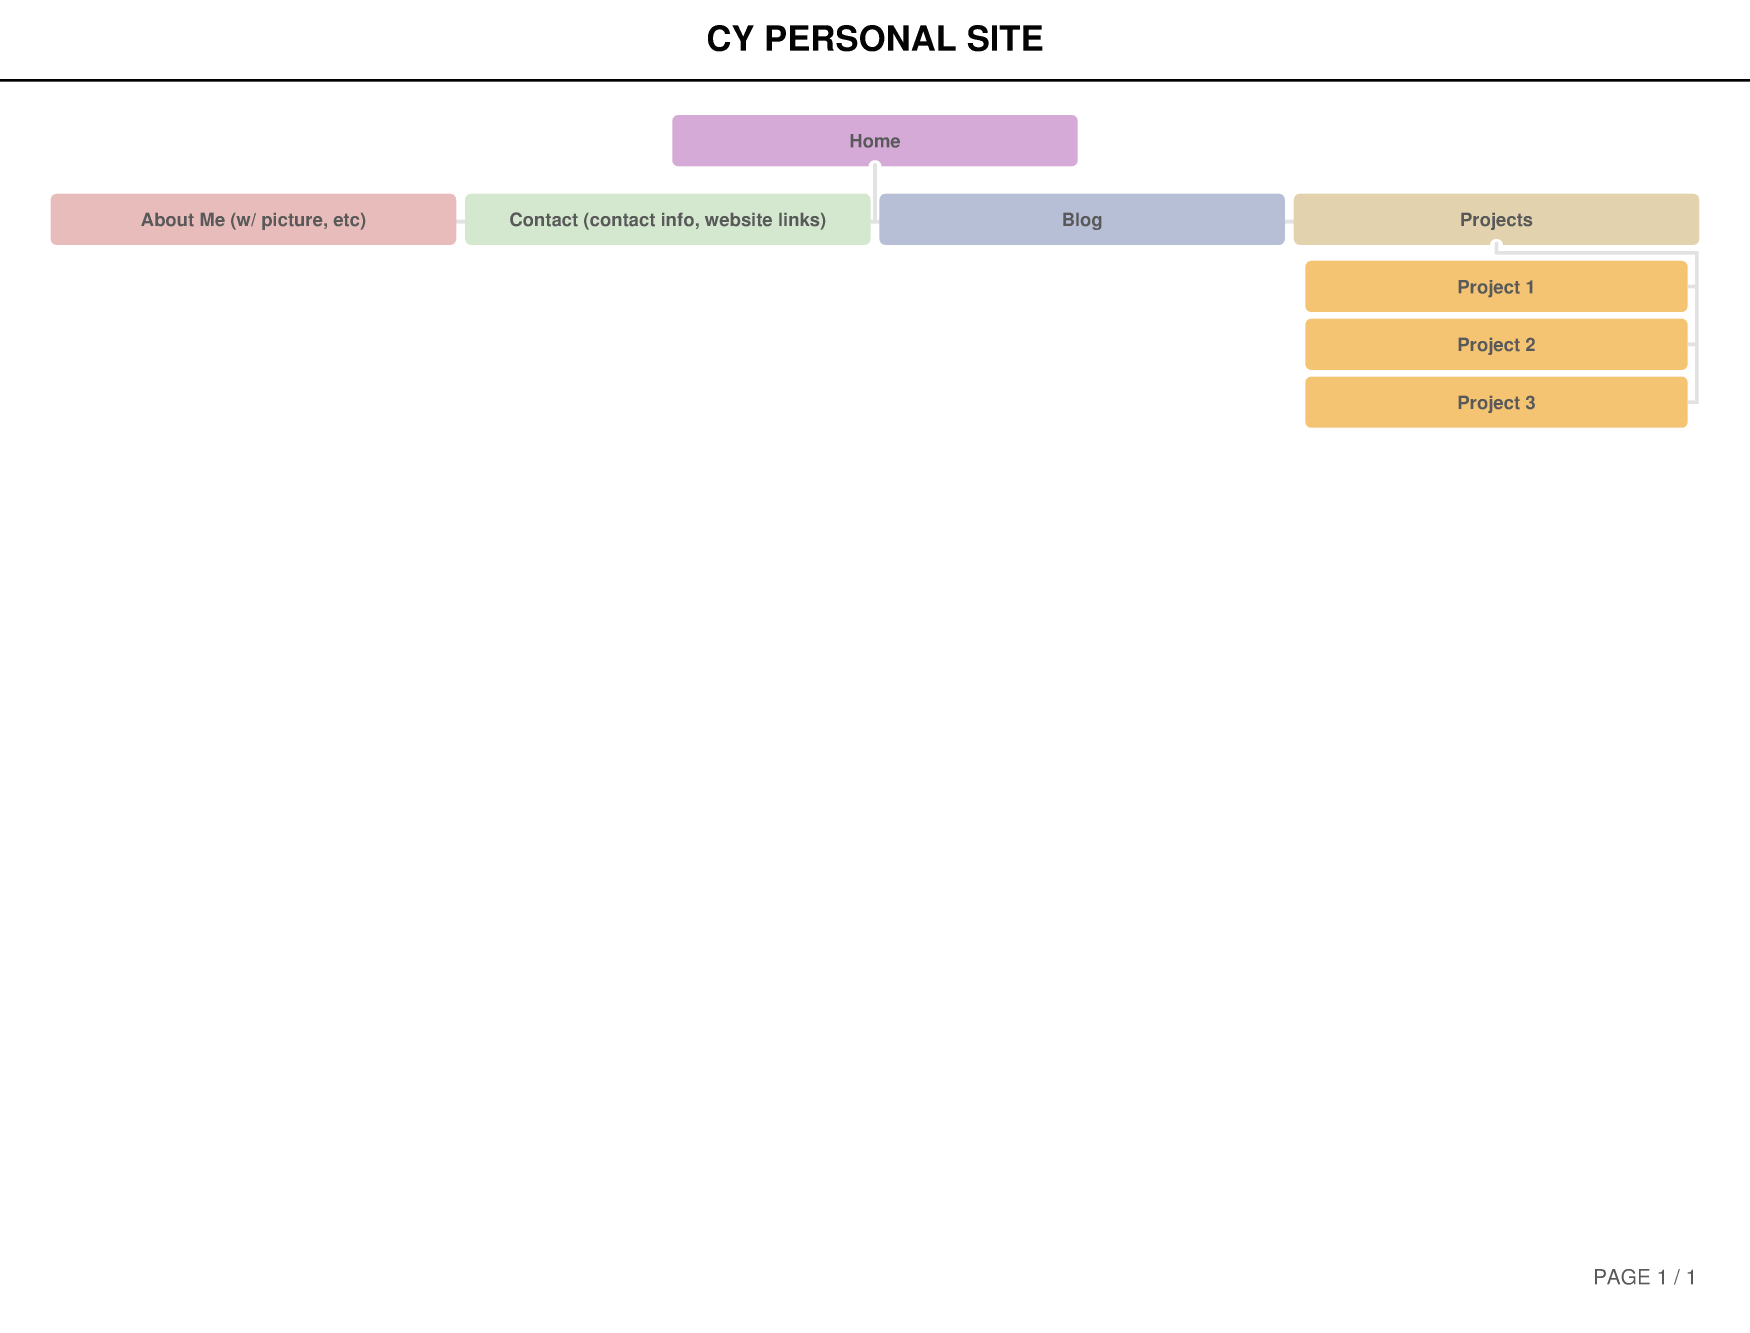 CY PERSONAL SITE
Home
About Me (w/ picture, etc)
Contact (contact info, website links)
Blog
Projects
Project 1
Project 2
Project 3
PAGE 1 / 1